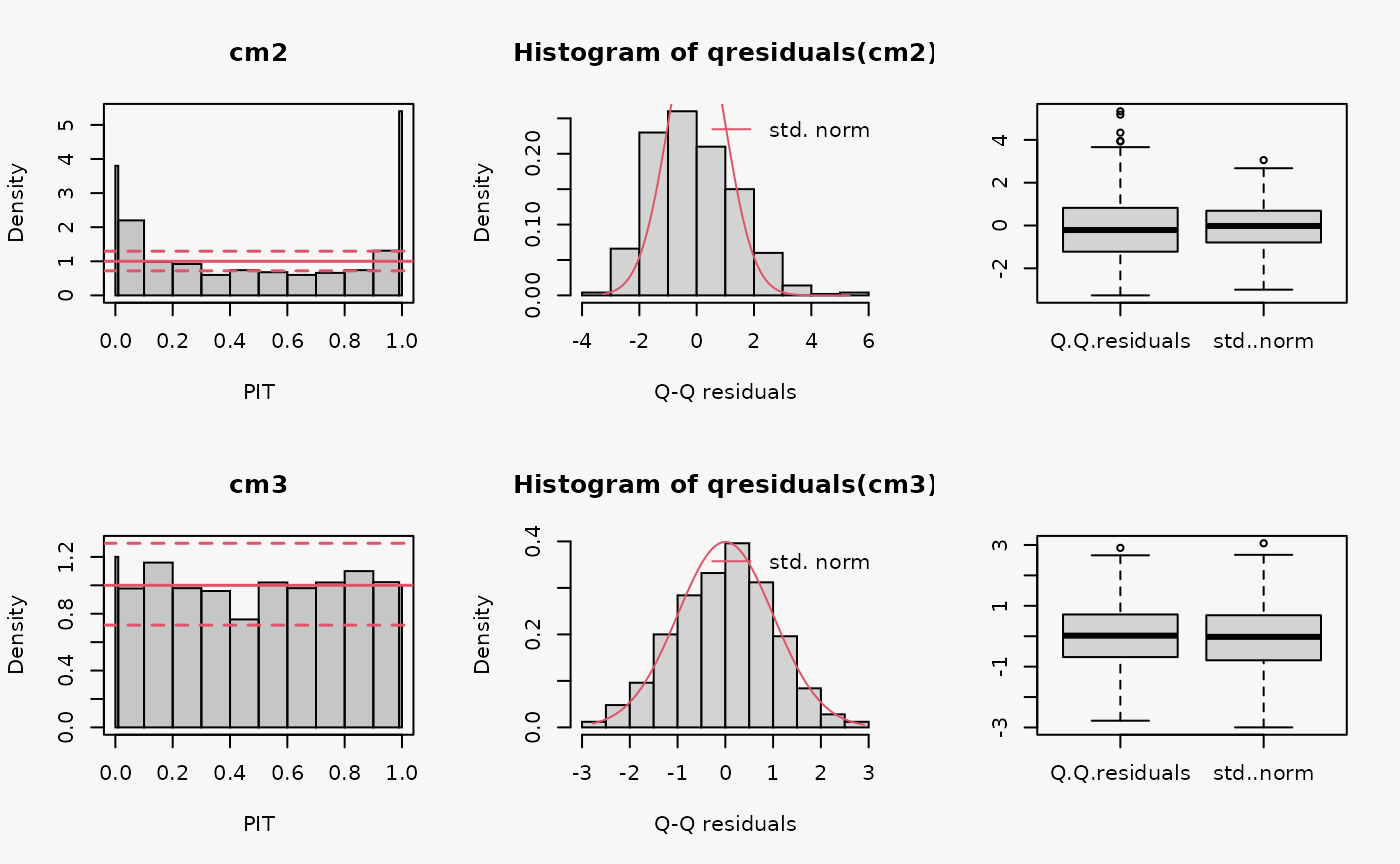 cm2
Density
0 1 2 3 4 5
0.0 0.2 0.4 0.6 0.8 1.0
PIT
Histogram of qresiduals(cm2)
Density
0.00 0.10 0.20
std. norm
-4 -2 0 2 4 6
Q-Q residuals
-2 0 2 4
Q.Q.residuals std..norm
cm3
Density
0.0 0.4 0.8 1.2
0.0 0.2 0.4 0.6 0.8 1.0
PIT
Histogram of qresiduals(cm3)
Density
0.0 0.2 0.4
std. norm
-3 -2 -1 0 1 2 3
Q-Q residuals
-3 -1 1 3
Q.Q.residuals std..norm